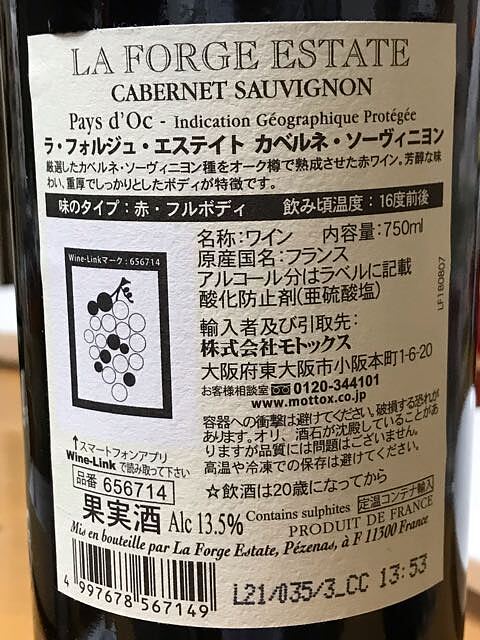 LA FORGE ESTATE
CABERNET SAUVIGNON
Pays d'Oc - Indication Géographique Protégée
ラ・フォルジュ・エステイト カベルネ・ソーヴィニヨン
厳選したカベルネ・ソーヴィニヨン種をオーク樽で熟成させた赤ワイン。芳醇な味
わい、重厚でしっかりとしたボディが特徴です。
味のタイプ:赤・フルボディ 飲み頃温度:16度前後
Wine-Linkマーク:656714
↑スマートフォンアプリ
Wine-Linkで読み取って下さい
品番 656714
名称:ワイン 内容量:750ml
原産国名:フランス
アルコール分はラベルに記載
酸化防止剤(亜硫酸塩)
輸入者及び引取先:
株式会社モトックス
大阪府東大阪市小阪本町1-6-20
お客様相談室 0120-344101
www.mottox.co.jp
容器への衝撃は避けてください。破損する恐れが
あります。オリ、酒石が沈殿していることがあ
りますが品質には問題はございません。
高温や冷凍での保存は避けてください。
☆飲酒は20歳になってから
LF180807
果実酒 Alc 13.5% Contains sulphites 定温コンテナ輸入
PRODUIT DE FRANCE
Mis en bouteille par La Forge Estate, Pézenas, à F 11300 France
4 997678 567149
L21/035/3_CC 13:53